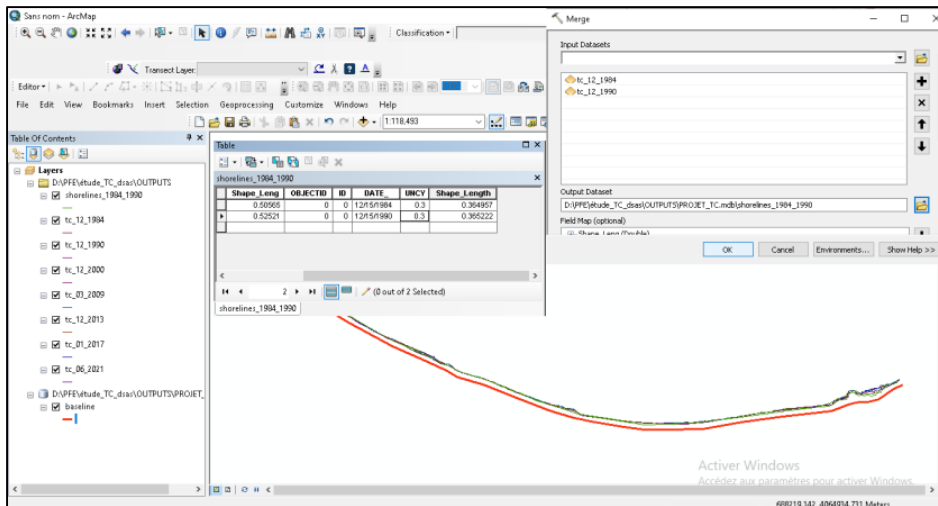 Sans nom - ArcMap
Classification
Transect Layer:
Editor
File Edit View Bookmarks Insert Selection Geoprocessing Customize Windows Help
1:118,493
Table Of Contents
Layers
D:\PFE\étude_TC_dsas\OUTPUTS
shorelines_1984_1990
tc_12_1984
tc_12_1990
tc_12_2000
tc_03_2009
tc_12_2013
tc_01_2017
tc_06_2021
D:\PFE\étude_TC_dsas\OUTPUTS\PROJET_
baseline
Table
shorelines_1984_1990
Shape_Leng OBJECTID ID DATE_ UNCY Shape_Length
0.50565 0 0 12/15/1984 0.3 0.364957
0.52521 0 0 12/15/1990 0.3 0.365222
2 (0 out of 2 Selected)
shorelines_1984_1990
Merge
Input Datasets
tc_12_1984
tc_12_1990
Output Dataset
D:\PFE\étude_TC_dsas\OUTPUTS\PROJET_TC.mdb\shorelines_1984_1990
Field Map (optional)
Shape_Leng (Double)
OK Cancel Environments... Show Help >>
Activer Windows
Accédez aux paramètres pour activer Windows.
688219,142 4064934,731 Meters